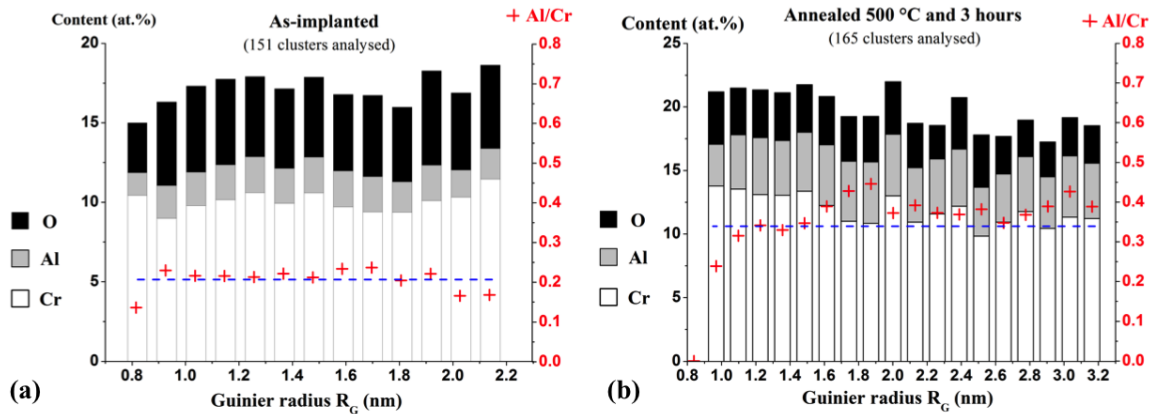 Content (at.%)
As-implanted
(151 clusters analysed)
+ Al/Cr
20
15
10
5
0
0.8
0.7
0.6
0.5
0.4
0.3
0.2
0.1
0.0
O
Al
Cr
0.8 1.0 1.2 1.4 1.6 1.8 2.0 2.2
Guinier radius R_G (nm)
(a)
Content (at.%)
Annealed 500 °C and 3 hours
(165 clusters analysed)
+ Al/Cr
25
20
15
10
5
0
0.8
0.7
0.6
0.5
0.4
0.3
0.2
0.1
0.0
O
Al
Cr
0.8 1.0 1.2 1.4 1.6 1.8 2.0 2.2 2.4 2.6 2.8 3.0 3.2
Guinier radius R_G (nm)
(b)